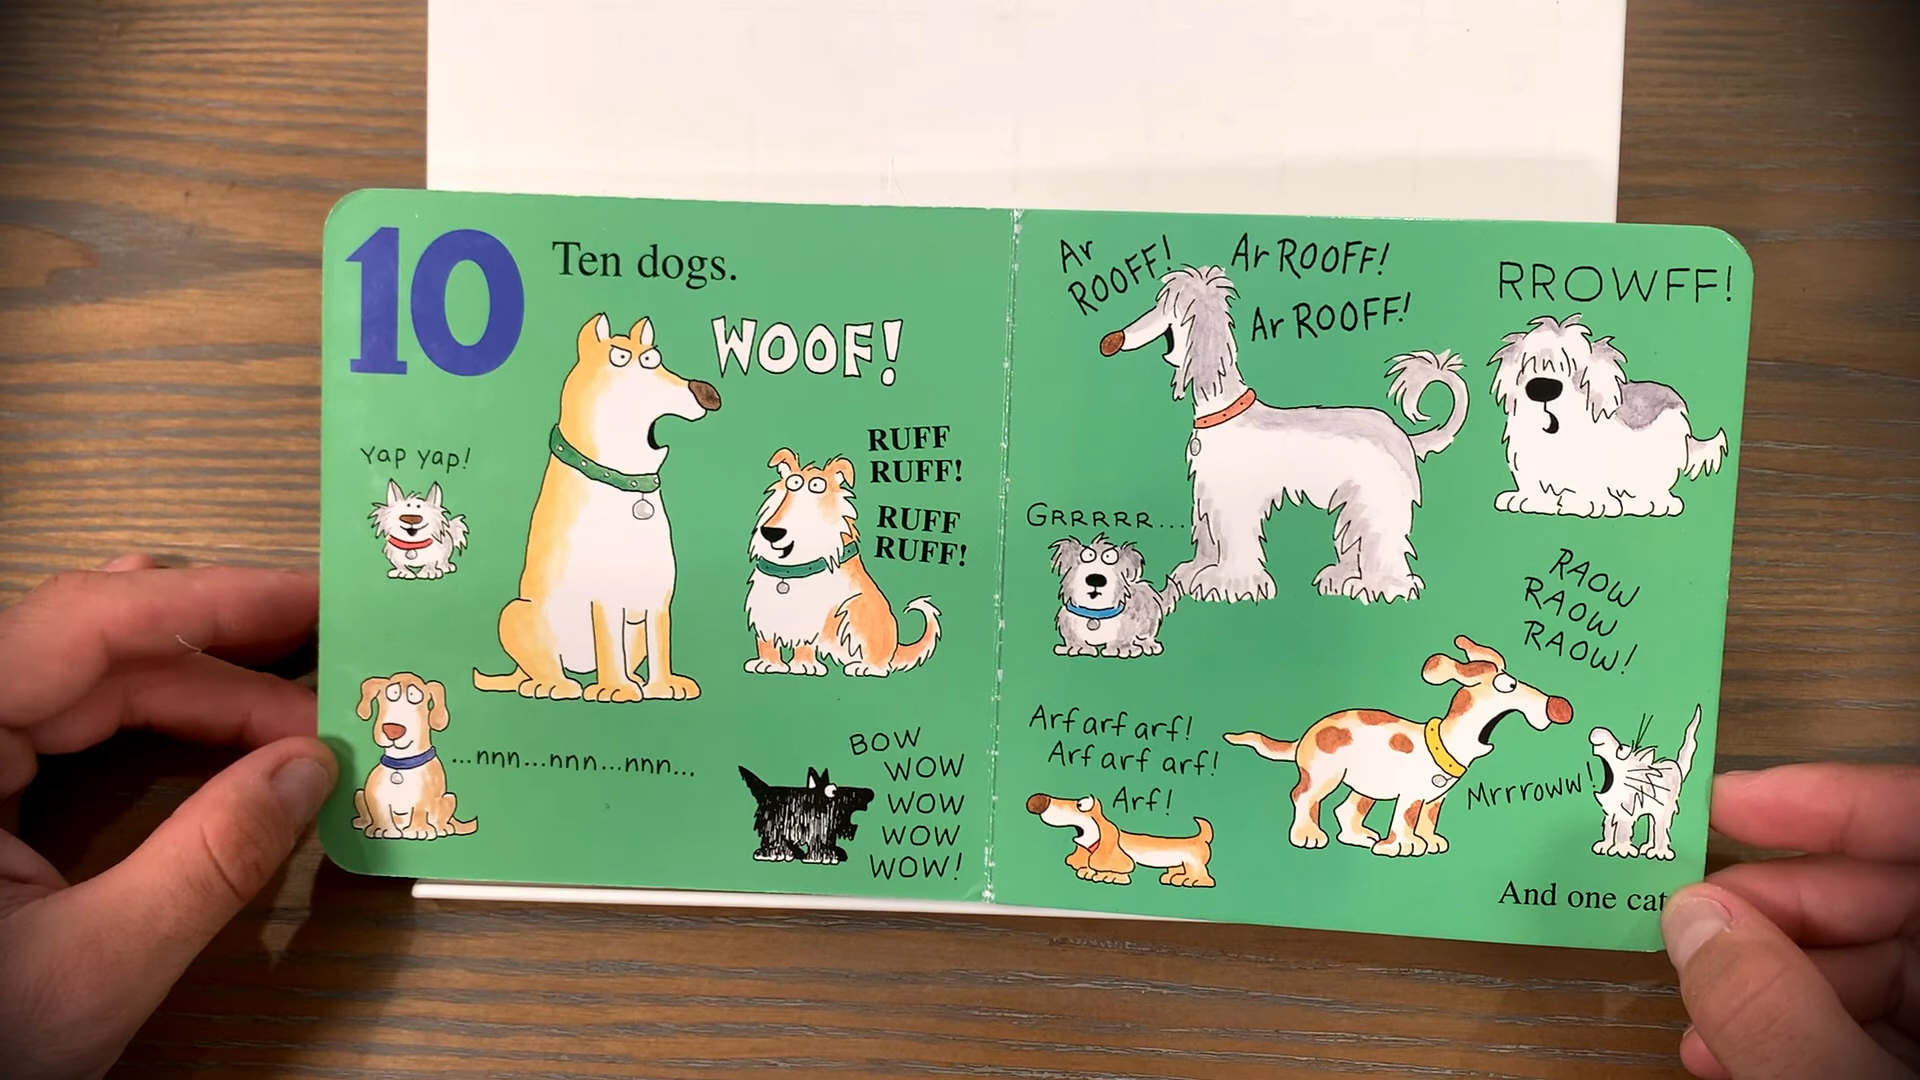 10
Ten dogs.
WOOF!
Yap yap!
RUFF
RUFF!
RUFF
RUFF!
...nnn...nnn...nnn...
BOW
WOW
WOW
WOW
WOW!
Ar
ROOFF!
Ar ROOFF!
Ar ROOFF!
RROWFF!
GRRRRR...
RAOW
RAOW
RAOW!
Arf arf arf!
Arf arf arf!
Arf!
Mrrroww!
And one cat